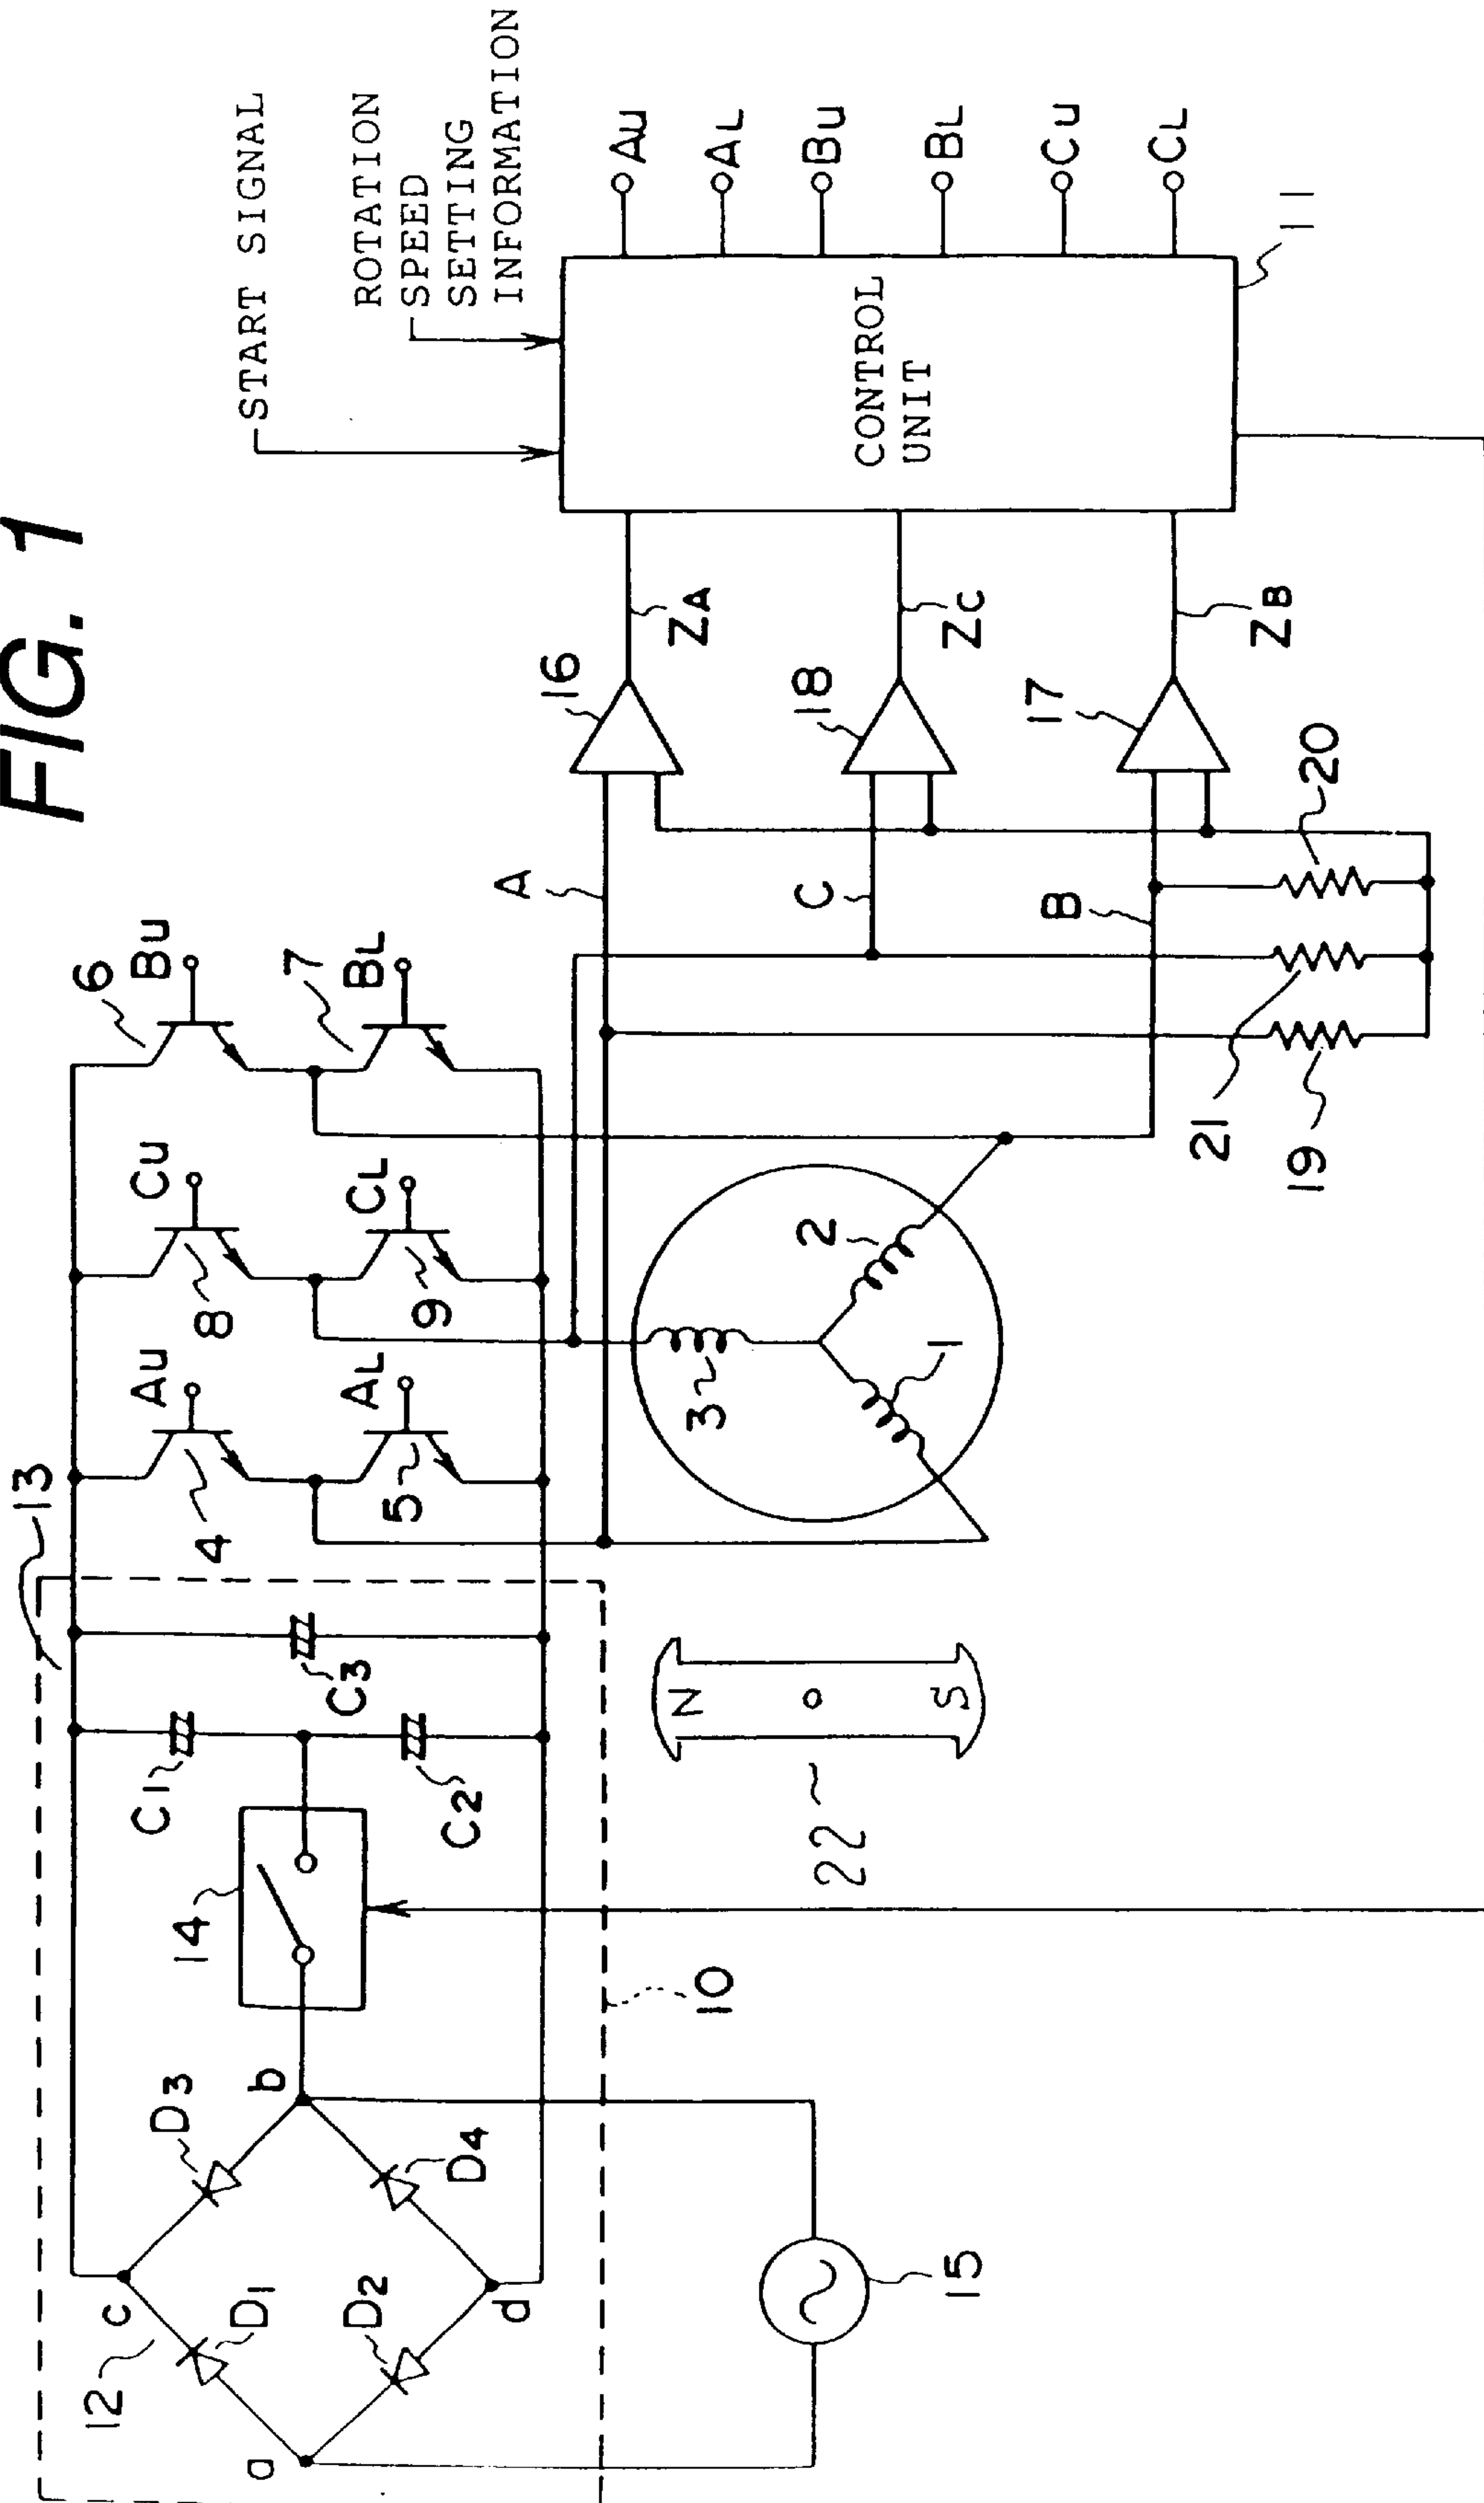 FIG. 1
START SIGNAL
ROTATION
SPEED
SETTING
INFORMATION
13
12
c
D3
b
14
C1
C3
C2
4
Au
8
Cu
6
Bu
5
AL
9
CL
7
BL
a
D1
D2
d
D4
10
15
22
N
S
3
2
1
A
C
B
16
18
17
ZA
ZC
ZB
21
19
20
CONTROL
UNIT
11
Au
AL
Bu
BL
Cu
CL